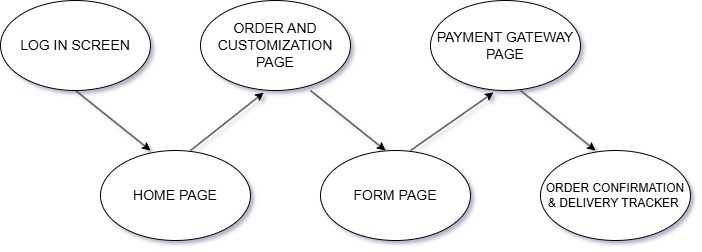 LOG IN SCREEN
ORDER AND
CUSTOMIZATION
PAGE
PAYMENT GATEWAY
PAGE
HOME PAGE
FORM PAGE
ORDER CONFIRMATION
& DELIVERY TRACKER